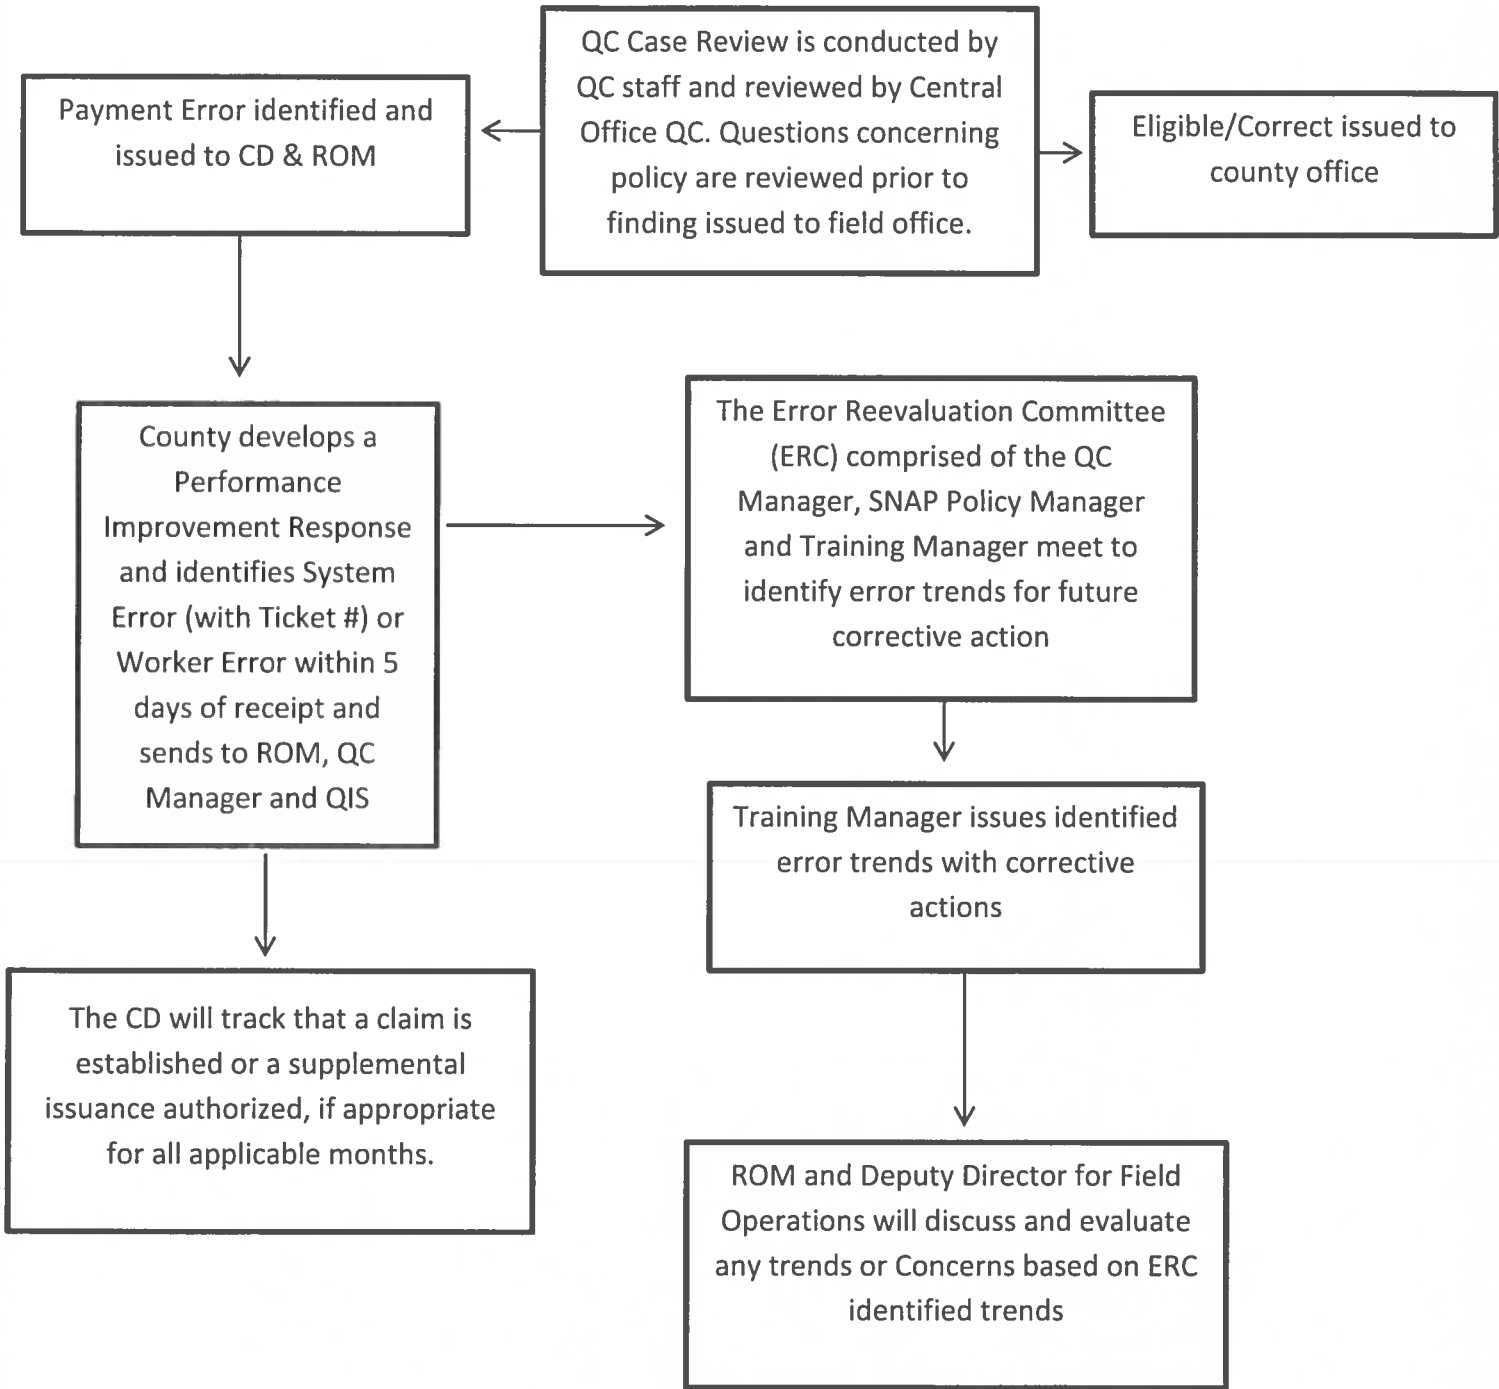 QC Case Review is conducted by
QC staff and reviewed by Central
Office QC. Questions concerning
policy are reviewed prior to
finding issued to field office.
Payment Error identified and
issued to CD & ROM
Eligible/Correct issued to
county office
County develops a
Performance
Improvement Response
and identifies System
Error (with Ticket #) or
Worker Error within 5
days of receipt and
sends to ROM, QC
Manager and QIS
The Error Reevaluation Committee
(ERC) comprised of the QC
Manager, SNAP Policy Manager
and Training Manager meet to
identify error trends for future
corrective action
Training Manager issues identified
error trends with corrective
actions
The CD will track that a claim is
established or a supplemental
issuance authorized, if appropriate
for all applicable months.
ROM and Deputy Director for Field
Operations will discuss and evaluate
any trends or Concerns based on ERC
identified trends